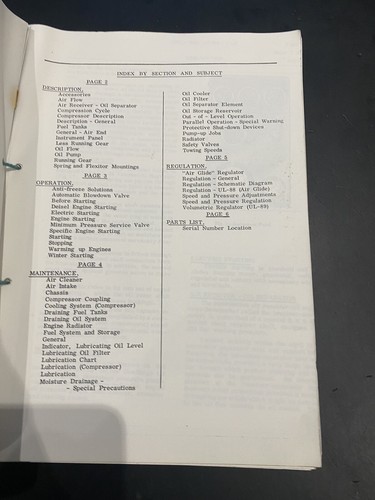 INDEX BY SECTION AND SUBJECT
PAGE 2
DESCRIPTION,
Accessories
Air Flow
Air Receiver - Oil Separator
Compression Cycle
Compressor Description
Description - General
Fuel Tanks
General - Air End
Instrument Panel
Less Running Gear
Oil Flow
Oil Pump
Running Gear
Spring and Flexitor Mountings
PAGE 3
OPERATION,
Anti-freeze Solutions
Automatic Blowdown Valve
Before Starting
Deisel Engine Starting
Electric Starting
Engine Starting
Minimum Pressure Service Valve
Specific Engine Starting
Starting
Stopping
Warming up Engines
Winter Starting
PAGE 4
MAINTENANCE,
Air Cleaner
Air Intake
Chassis
Compressor Coupling
Cooling System (Compressor)
Draining Fuel Tanks
Draining Oil System
Engine Radiator
Fuel System and Storage
General
Indicator, Lubricating Oil Level
Lubricating Oil Filter
Lubrication Chart
Lubrication (Compressor)
Lubrication
Moisture Drainage -
- Special Precautions
Oil Cooler
Oil Filter
Oil Separator Element
Oil Storage Reservoir
Out - of - Level Operation
Parallel Operation - Special Warning
Protective Shut-down Devices
Pump-up Jobs
Radiator
Safety Valves
Towing Speeds
PAGE 5
REGULATION,
"Air Glide" Regulator
Regulation - General
Regulation - Schematic Diagram
Regulation - UL-88 (Air Glide)
Speed and Pressure Adjustments
Speed and Pressure Regulation
Volumetric Regulator (UL-88)
PAGE 6
PARTS LIST,
Serial Number Location